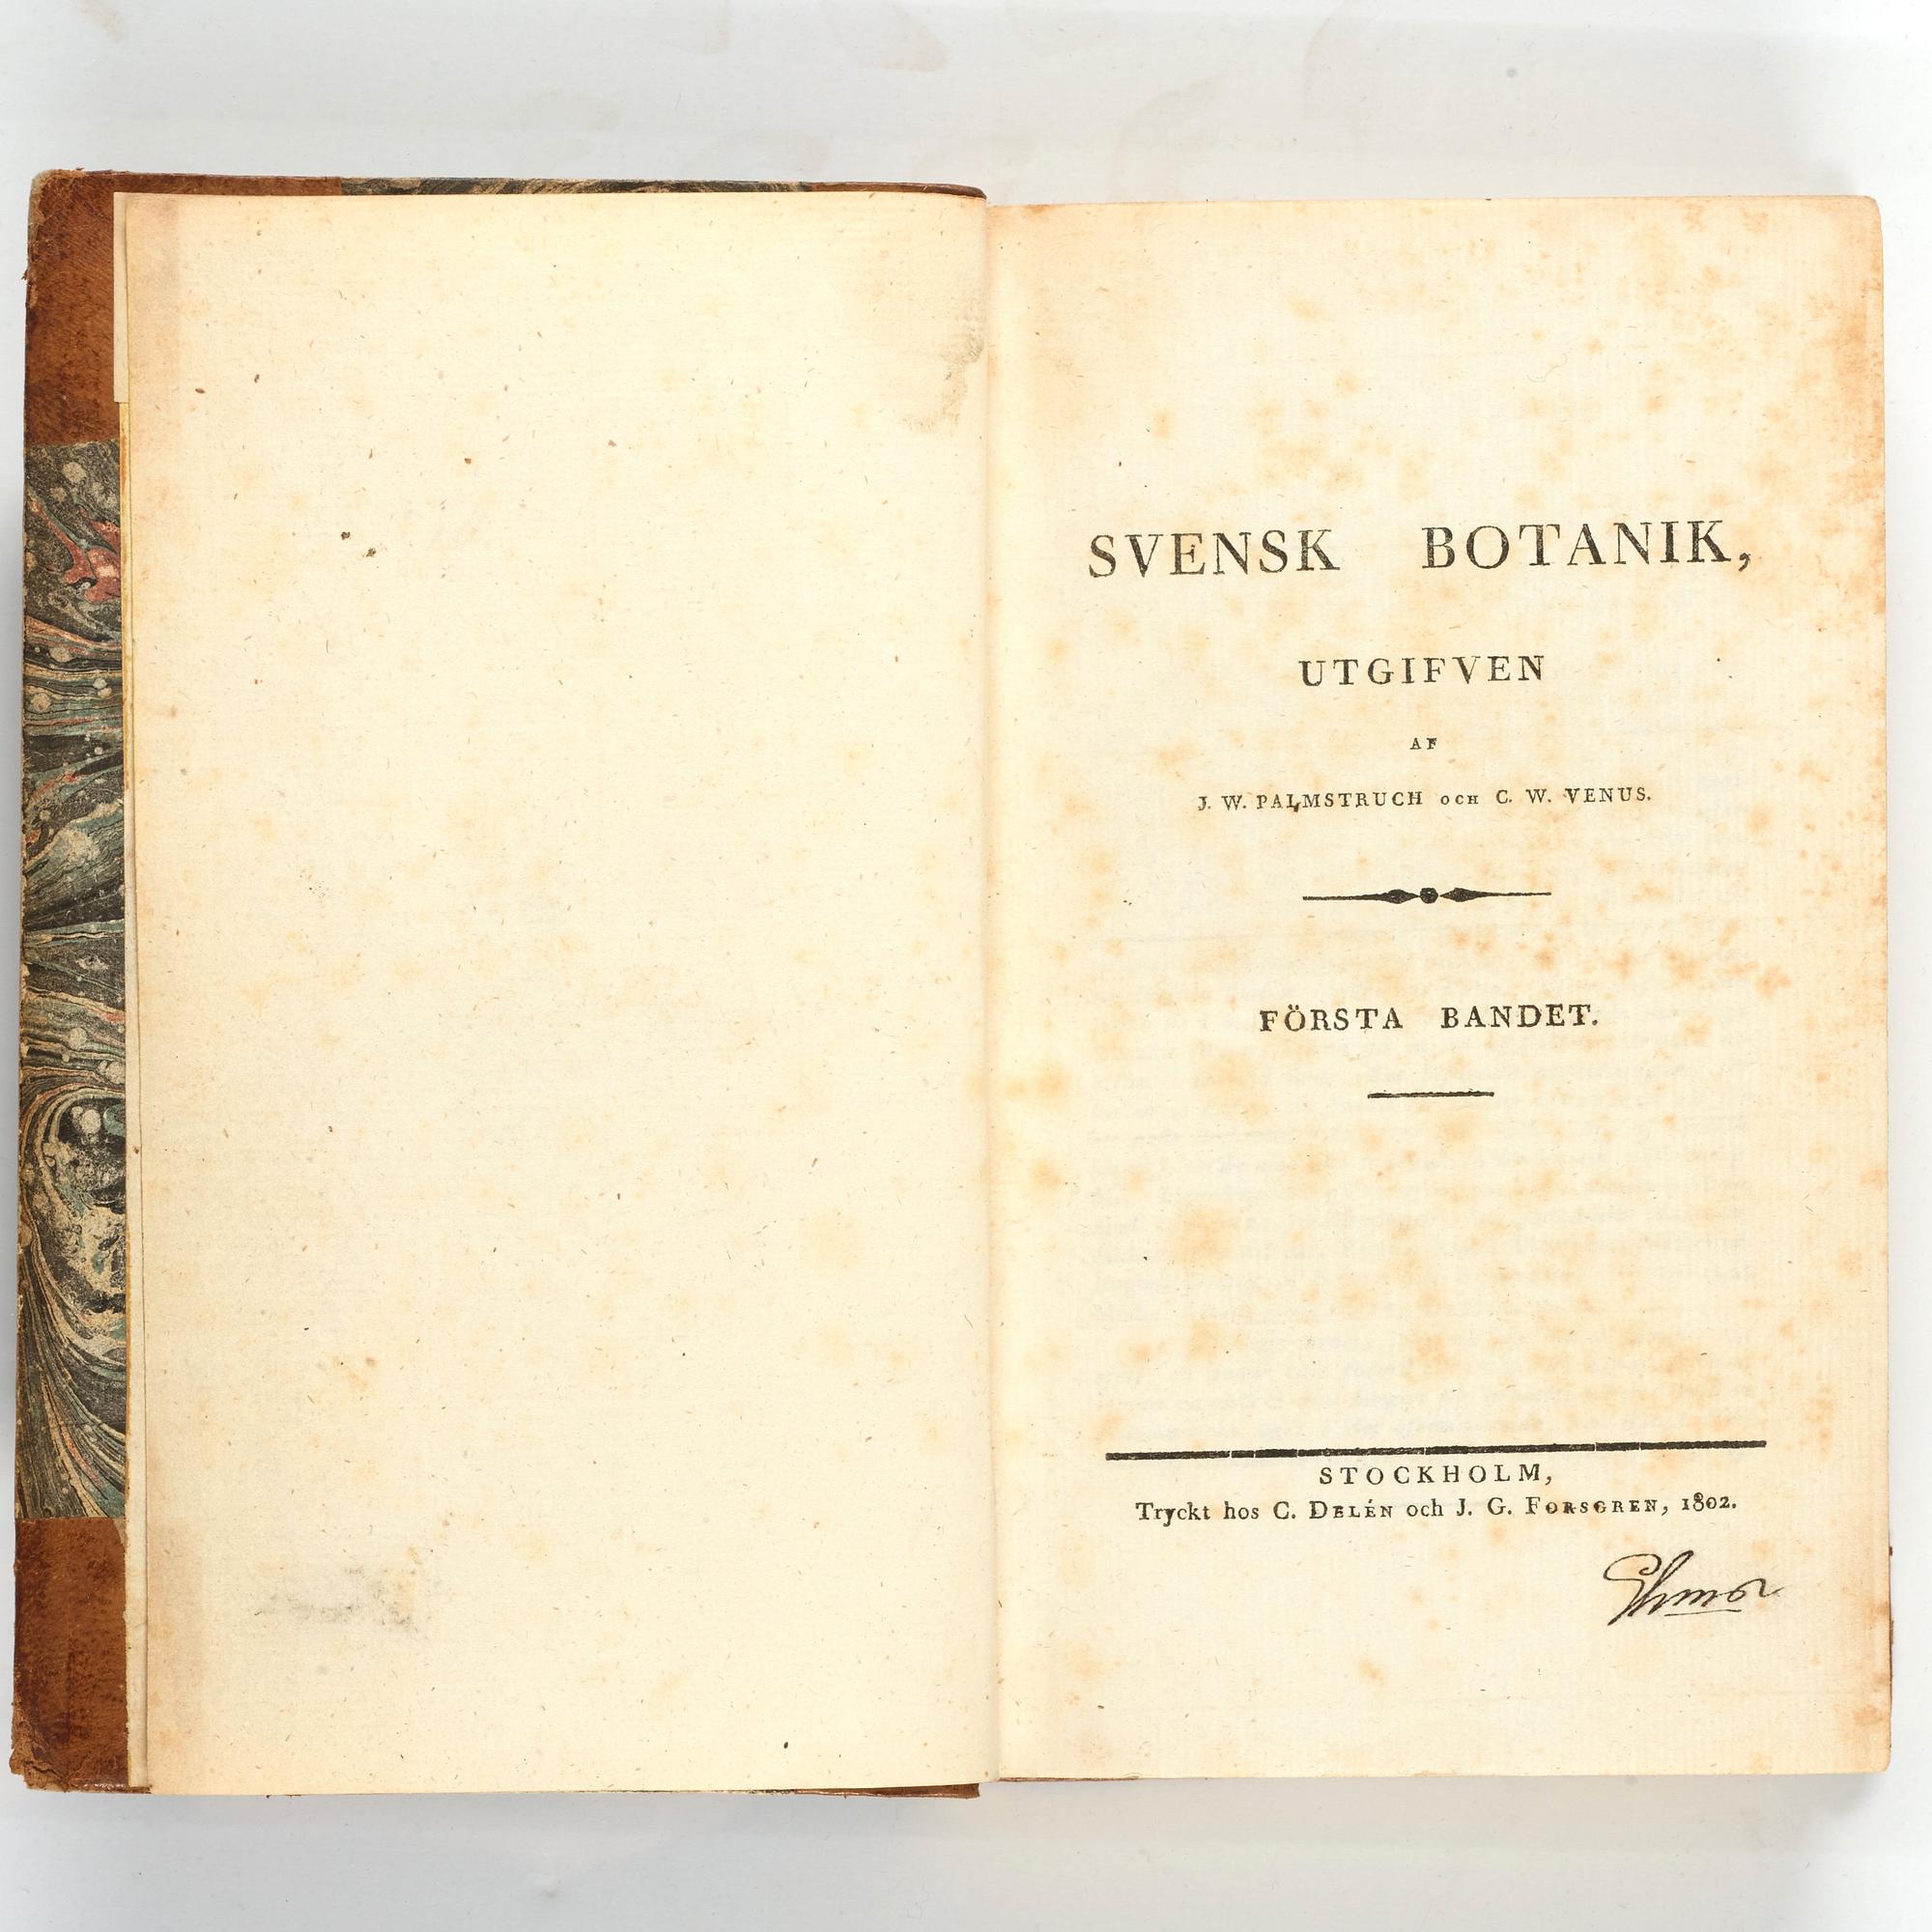 SVENSK BOTANIK,
UTGIFVEN
AF
J. W. PALMSTRUCH OCH C. W. VENUS.
FÖRSTA BANDET.
STOCKHOLM,
Tryckt hos C. DELÉN och J. G. FORSGREN, 1802.